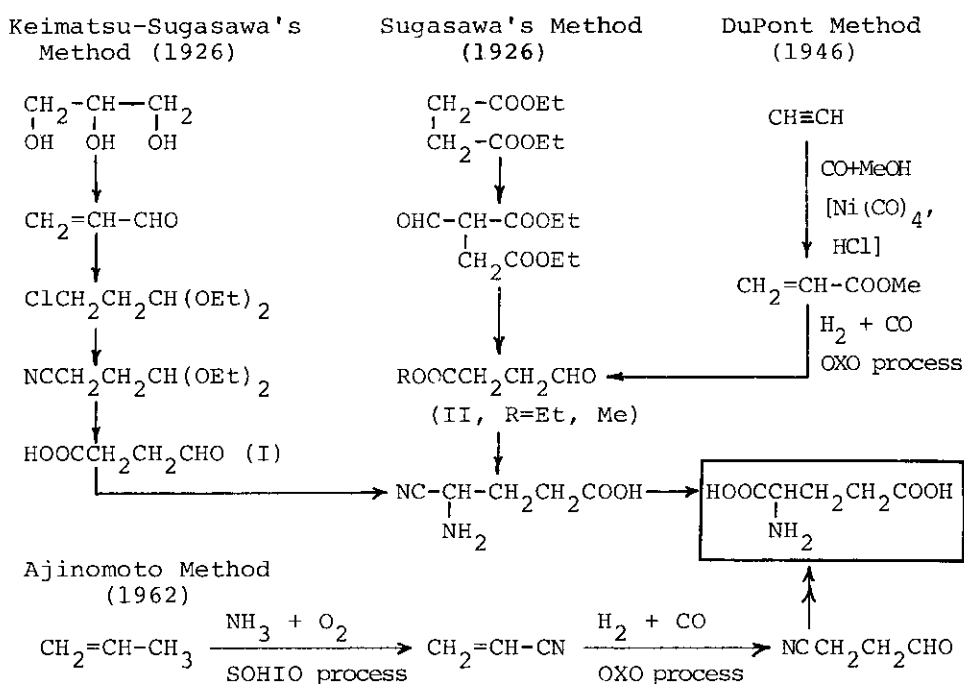 Keimatsu-Sugasawa's
Method (1926)
CH2-CH-CH2
OH OH OH
CH2=CH-CHO
ClCH2CH2CH(OEt)2
NCCH2CH2CH(OEt)2
HOOCCH2CH2CHO (I)
Sugasawa's Method
(1926)
CH2-COOEt
CH2-COOEt
OHC-CH-COOEt
CH2COOEt
ROOCCH2CH2CHO
(II, R=Et, Me)
NC-CH-CH2CH2COOH
NH2
DuPont Method
(1946)
CH≡CH
CO+MeOH
[Ni(CO)4,
HCl]
CH2=CH-COOMe
H2 + CO
OXO process
HOOCCHCH2CH2COOH
NH2
Ajinomoto Method
(1962)
CH2=CH-CH3
NH3 + O2
SOHIO process
CH2=CH-CN
H2 + CO
OXO process
NCCH2CH2CHO